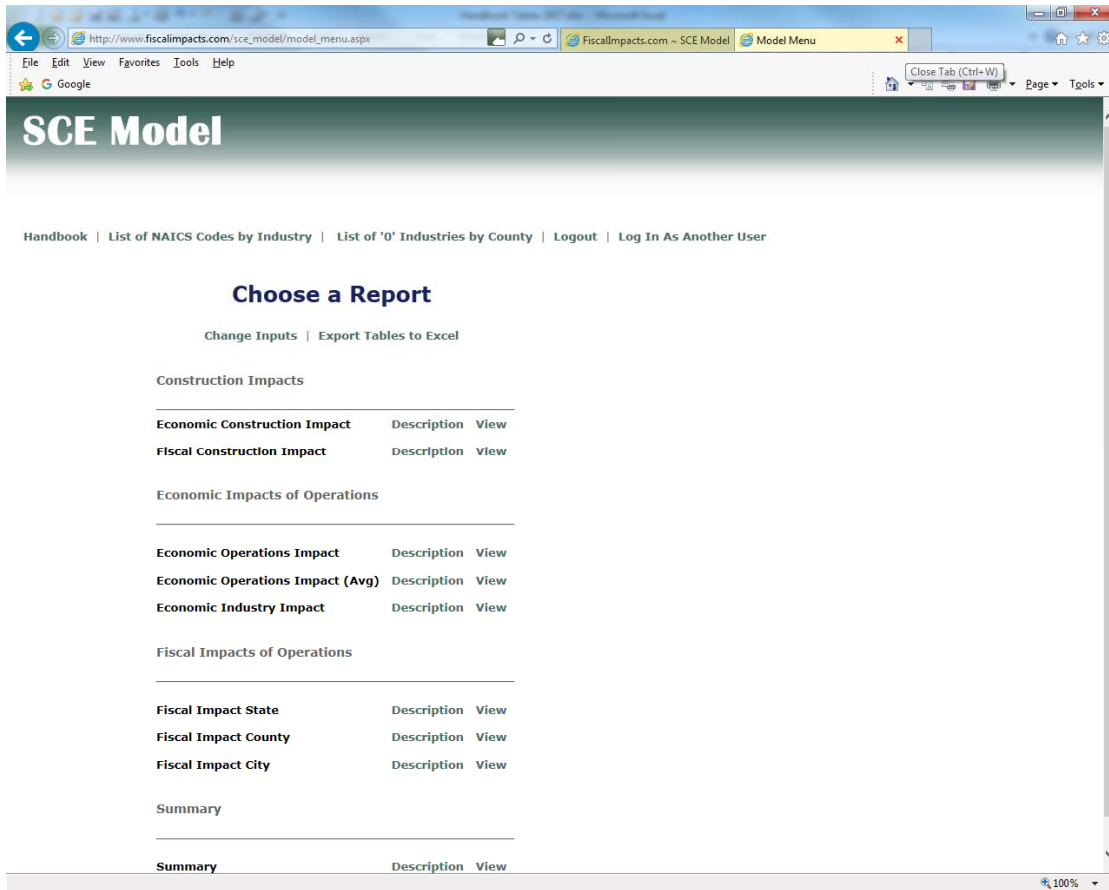 http://www.fiscalimpacts.com/sce_model/model_menu.aspx
FiscalImpacts.com ~ SCE Model
Model Menu
File Edit View Favorites Tools Help
Close Tab (Ctrl+W)
G Google
Page Tools
SCE Model
Handbook | List of NAICS Codes by Industry | List of '0' Industries by County | Logout | Log In As Another User
Choose a Report
Change Inputs | Export Tables to Excel
Construction Impacts
Economic Construction Impact Description View
Fiscal Construction Impact Description View
Economic Impacts of Operations
Economic Operations Impact Description View
Economic Operations Impact (Avg) Description View
Economic Industry Impact Description View
Fiscal Impacts of Operations
Fiscal Impact State Description View
Fiscal Impact County Description View
Fiscal Impact City Description View
Summary
Summary Description View
100%